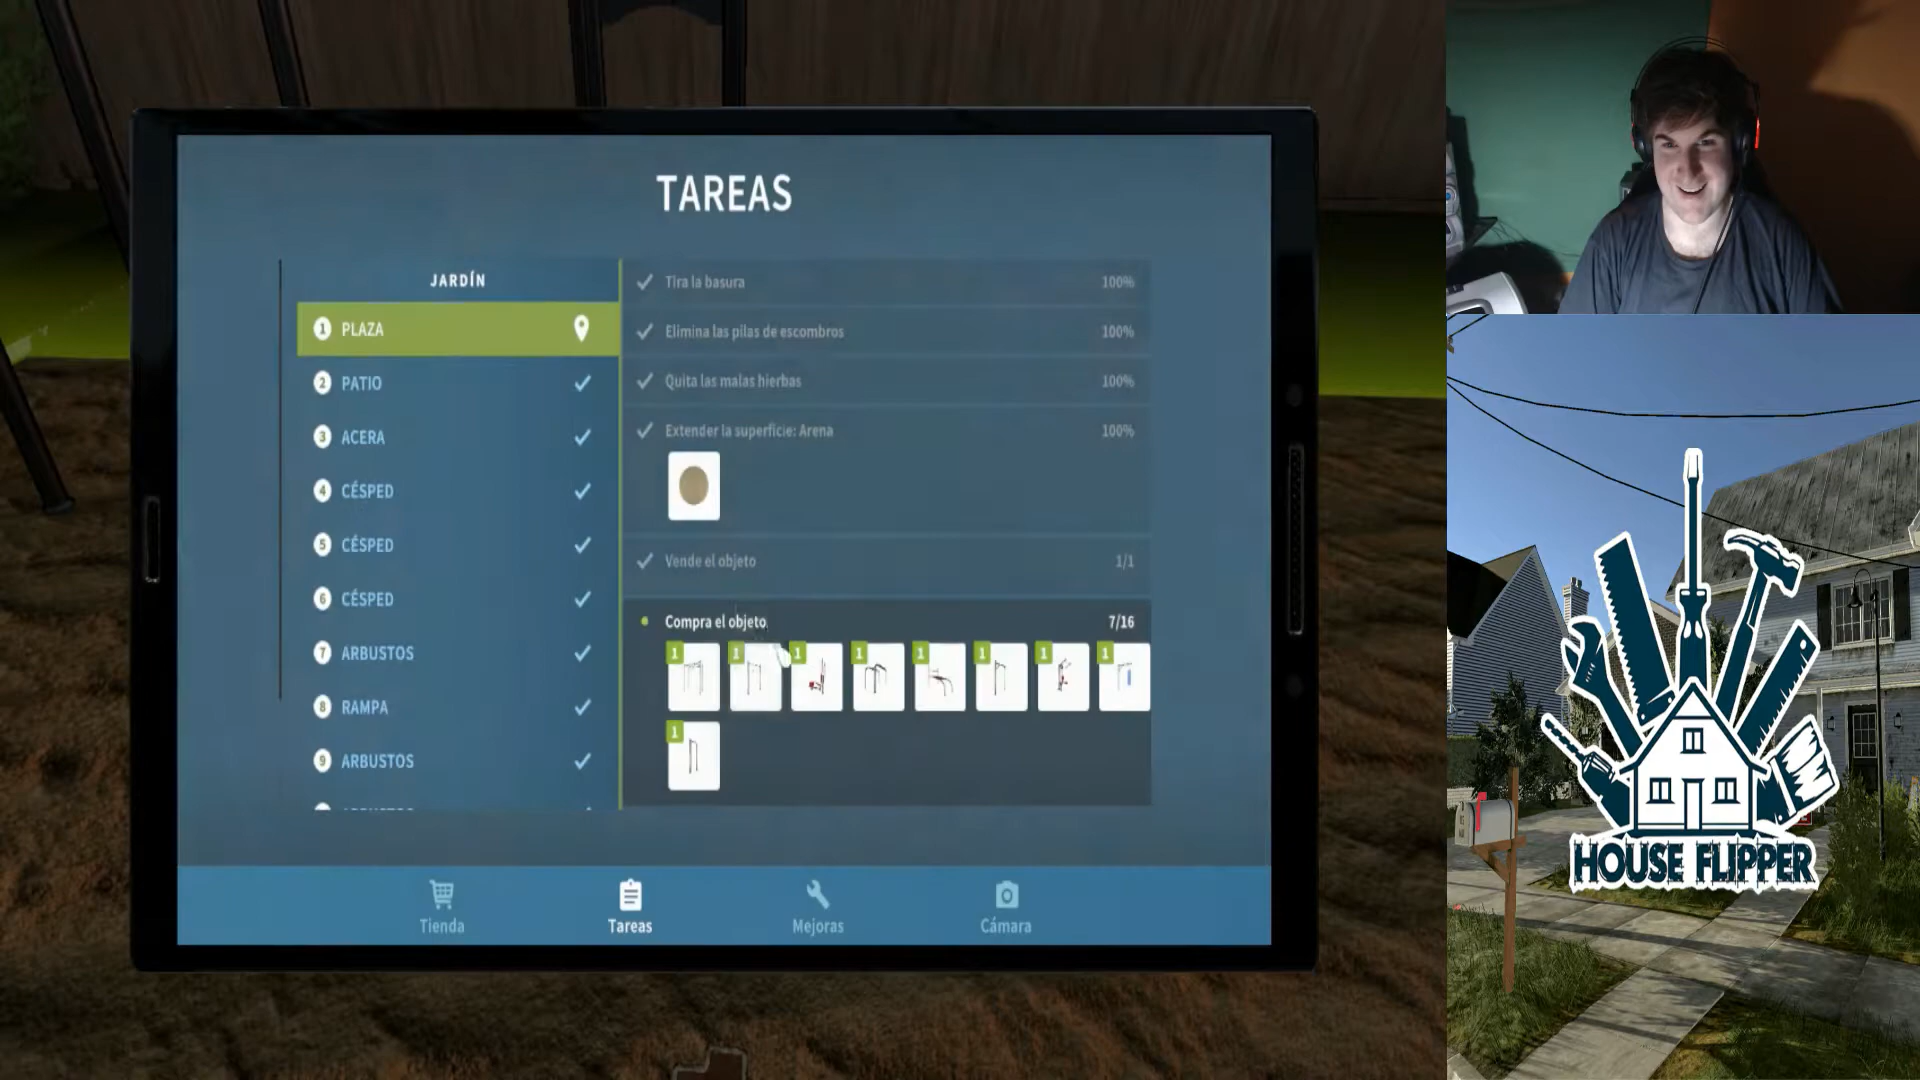 TAREAS
JARDÍN
1 PLAZA
2 PATIO
3 ACERA
4 CÉSPED
5 CÉSPED
6 CÉSPED
7 ARBUSTOS
8 RAMPA
9 ARBUSTOS
Tira la basura 100%
Elimina las pilas de escombros 100%
Quita las malas hierbas 100%
Extender la superficie: Arena 100%
Vende el objeto 1/1
Compra el objeto 7/16
1 1 1 1 1 1 1 1
1
Tienda Tareas Mejoras Cámara
HOUSE FLIPPER